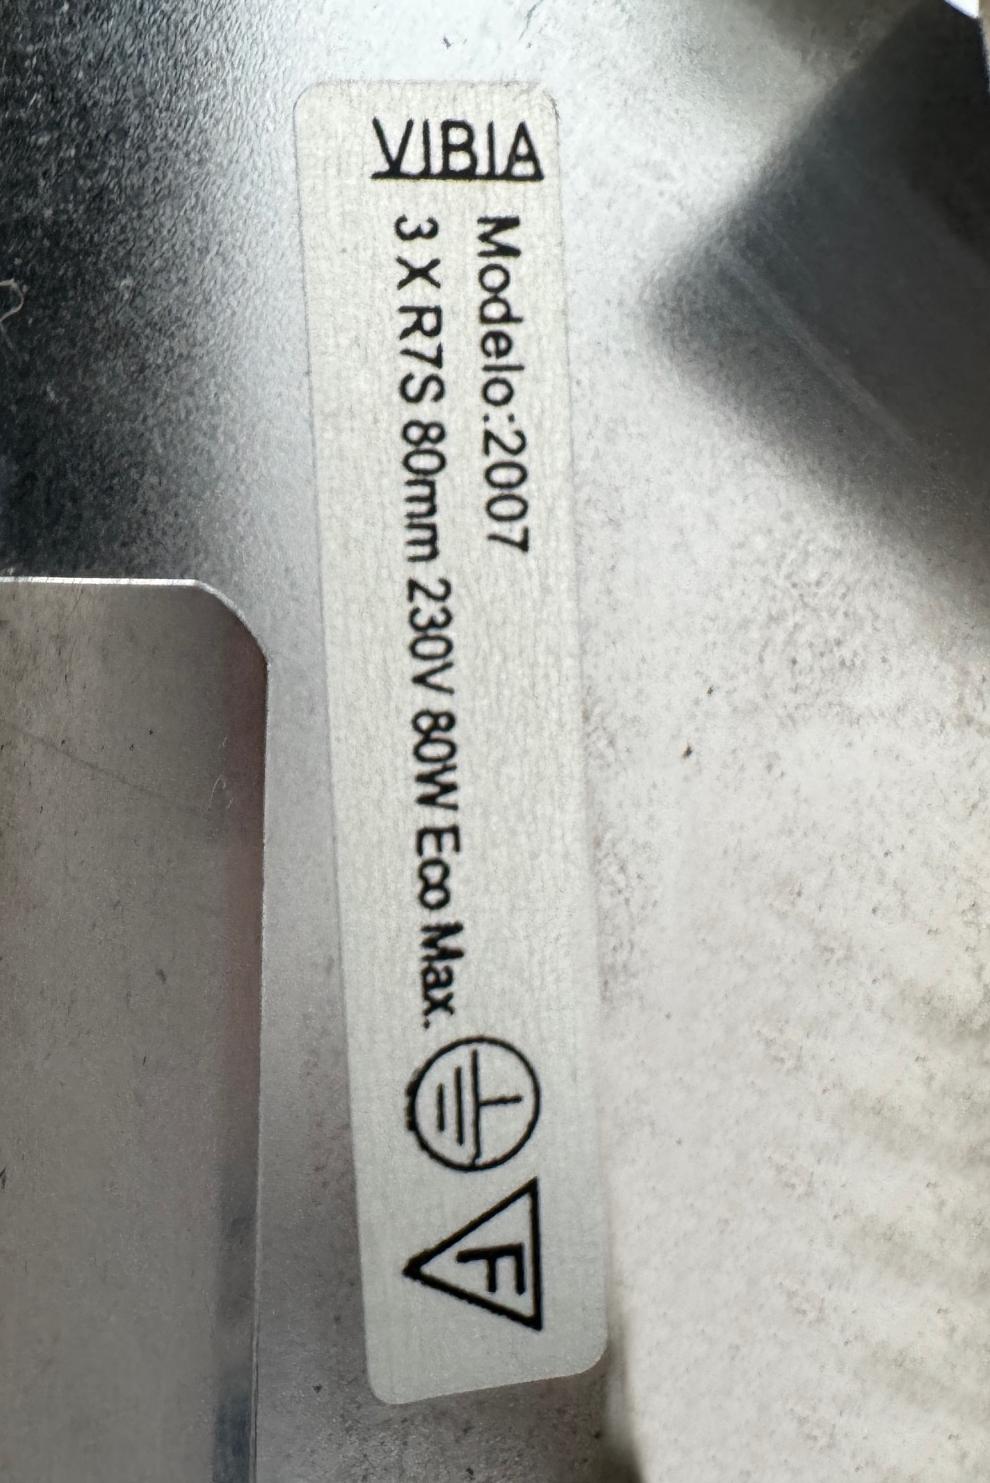 VIBIA
Modelo:2007
3 X R7S 80mm 230V 80W Eco Max.
F